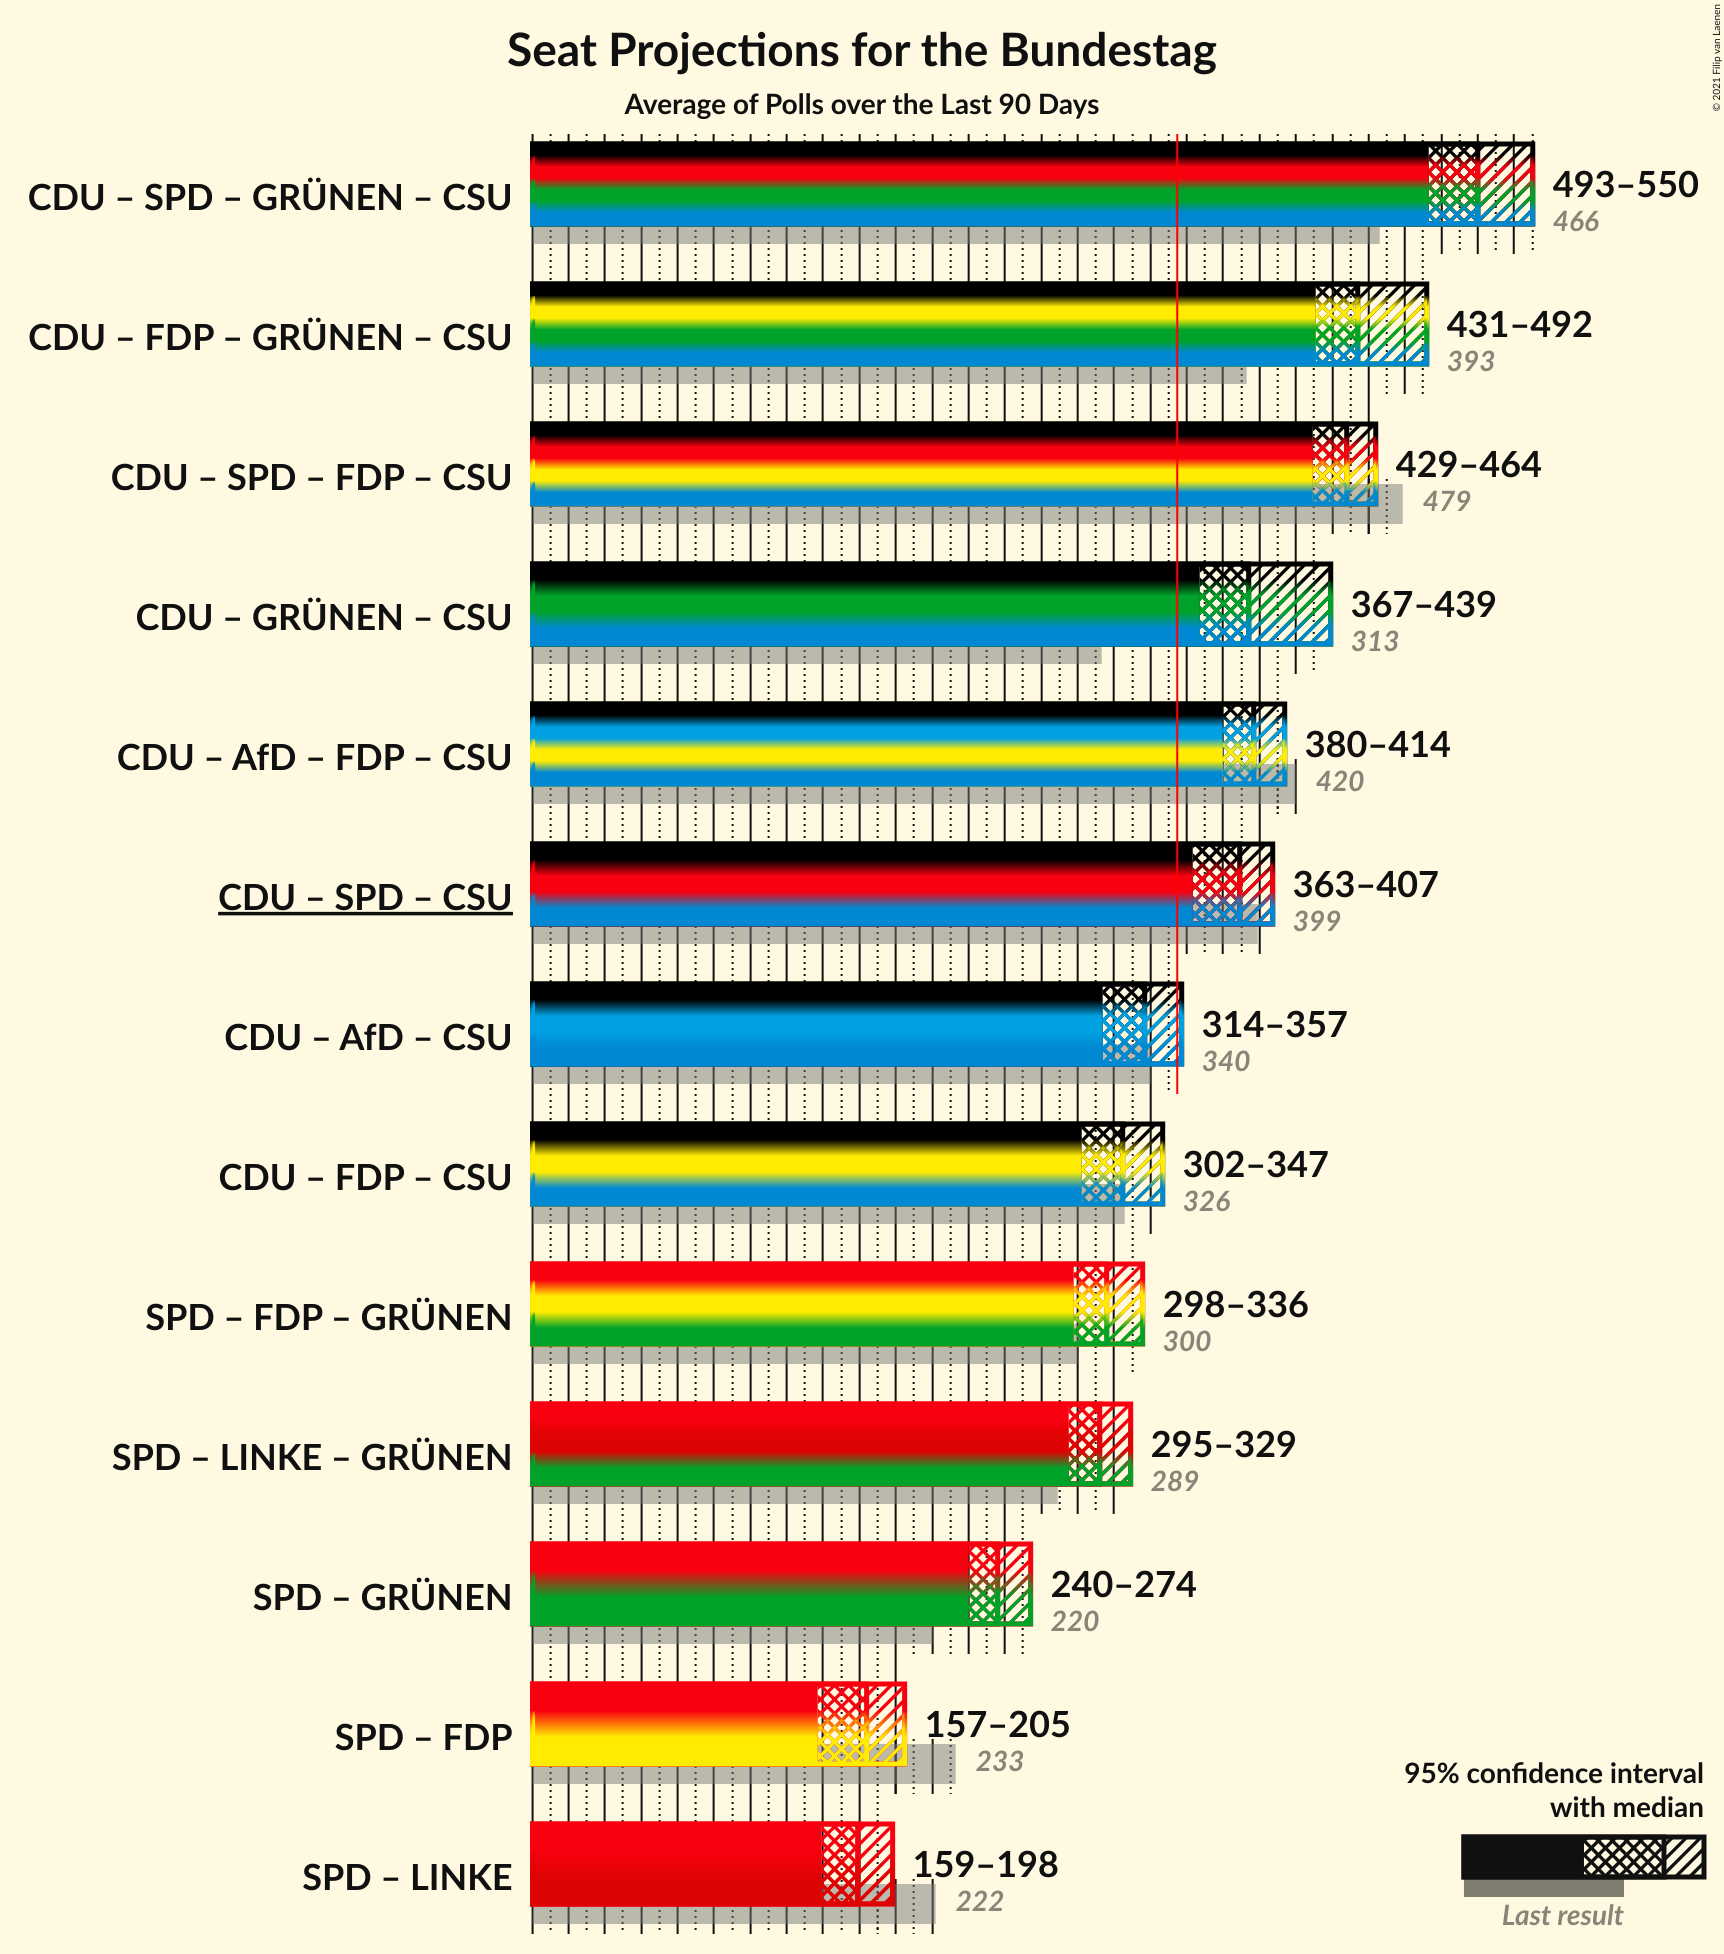 Seat Projections for the Bundestag
Average of Polls over the Last 90 Days
© 2021 Filip van Laenen
CDU – SPD – GRÜNEN – CSU
493–550
466
CDU – FDP – GRÜNEN – CSU
431–492
393
CDU – SPD – FDP – CSU
429–464
479
CDU – GRÜNEN – CSU
367–439
313
CDU – AfD – FDP – CSU
380–414
420
CDU – SPD – CSU
363–407
399
CDU – AfD – CSU
314–357
340
CDU – FDP – CSU
302–347
326
SPD – FDP – GRÜNEN
298–336
300
SPD – LINKE – GRÜNEN
295–329
289
SPD – GRÜNEN
240–274
220
SPD – FDP
157–205
233
SPD – LINKE
159–198
222
95% confidence interval
with median
Last result